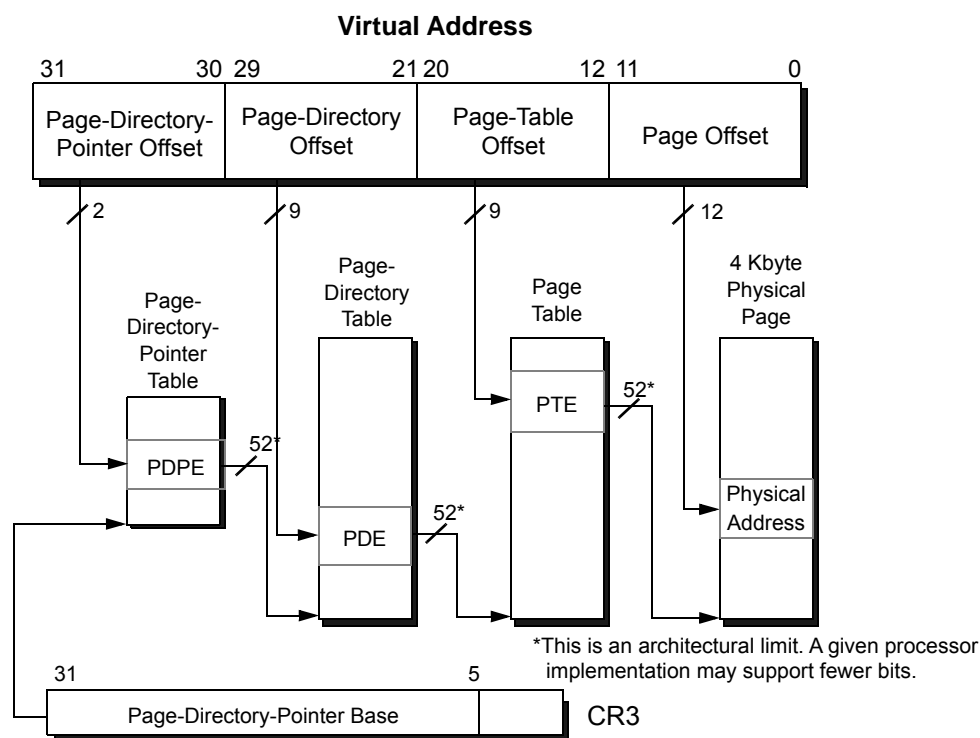 Virtual Address
31 30 29 21 20 12 11 0
Page-Directory-
Pointer Offset
Page-Directory
Offset
Page-Table
Offset
Page Offset
2
9
9
12
Page-
Directory-
Pointer
Table
Page-
Directory
Table
Page
Table
4 Kbyte
Physical
Page
PDPE
52*
PDE
52*
PTE
52*
Physical
Address
*This is an architectural limit. A given processor
implementation may support fewer bits.
31 5
Page-Directory-Pointer Base
CR3